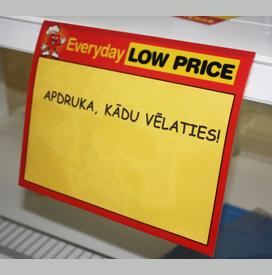 Everyday LOW PRICE
APDRUKA, KĀDU VĒLATIES!